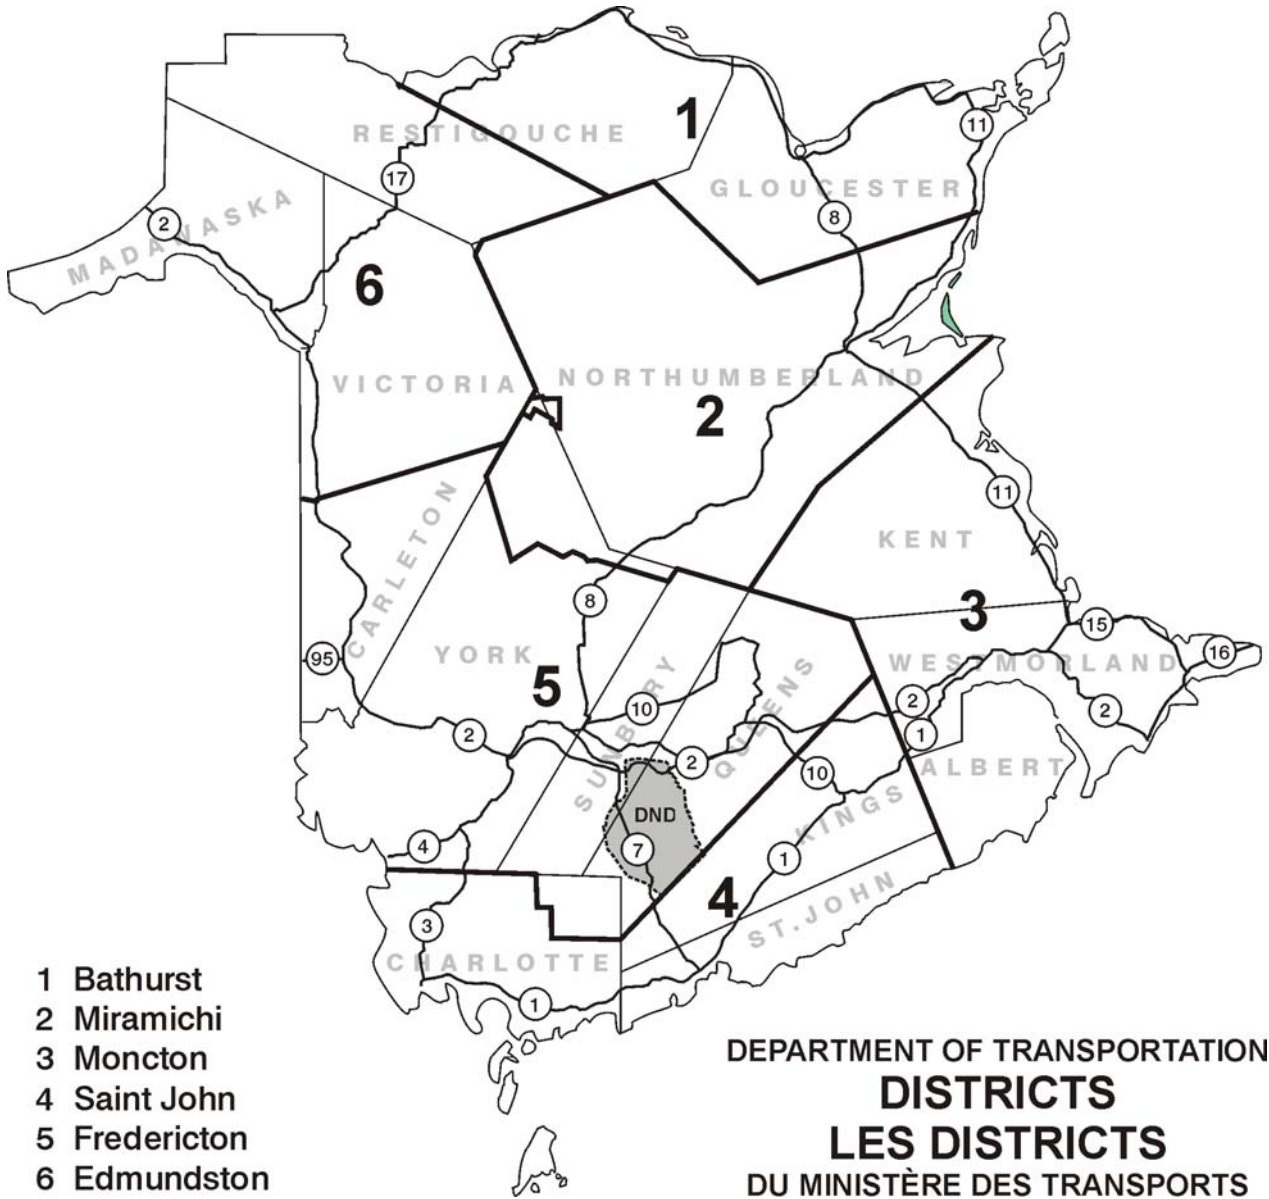 1
RESTIGOUCHE
11
17
GLOUCESTER
MADAWASKA
2
8
6
VICTORIA
NORTHUMBERLAND
2
CARLETON
11
KENT
8
3
15
95
YORK
WESTMORLAND
16
5
SUNBURY
QUEENS
10
2
2
1
2
2
ALBERT
10
DND
KINGS
4
7
1
4
ST. JOHN
3
CHARLOTTE
1
1 Bathurst
2 Miramichi
3 Moncton
4 Saint John
5 Fredericton
6 Edmundston
DEPARTMENT OF TRANSPORTATION
DISTRICTS
LES DISTRICTS
DU MINISTÈRE DES TRANSPORTS